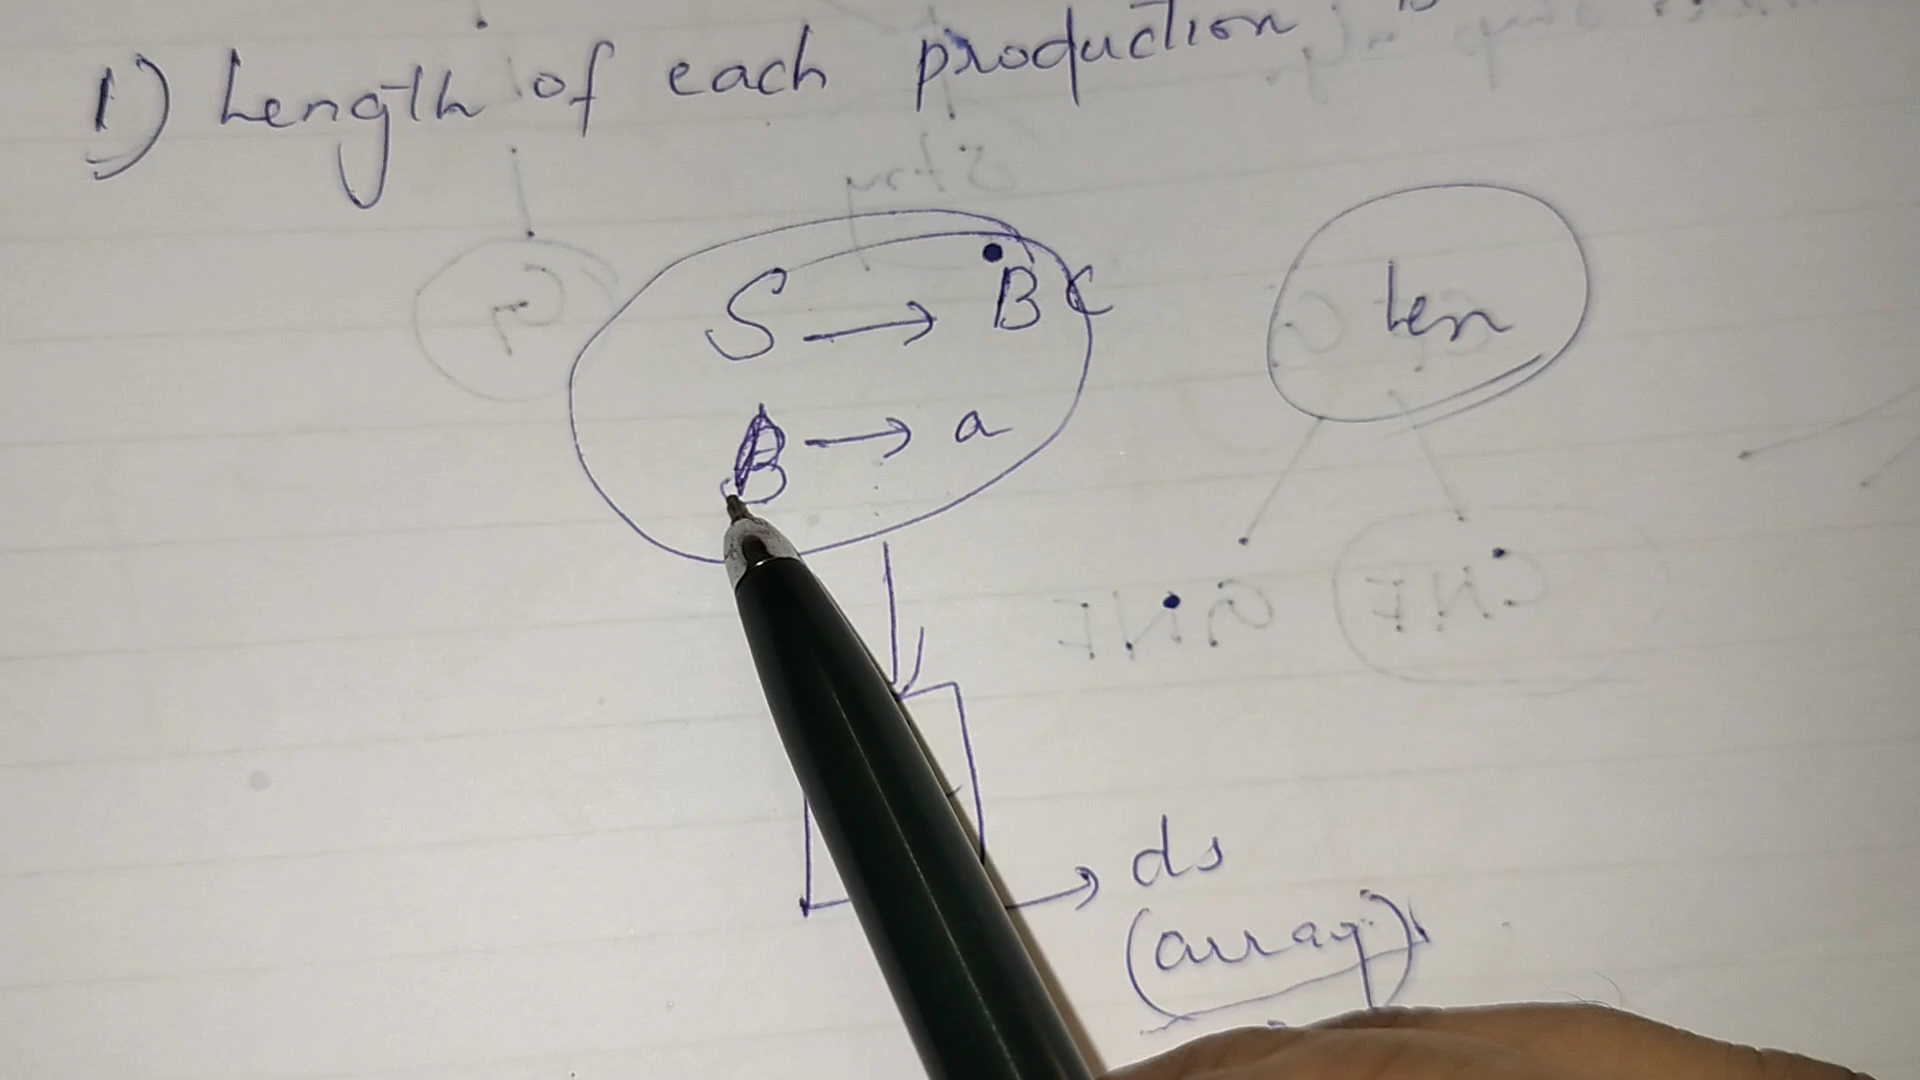 1) Length of each production
S → BC
Len
B → a
ds
(array)